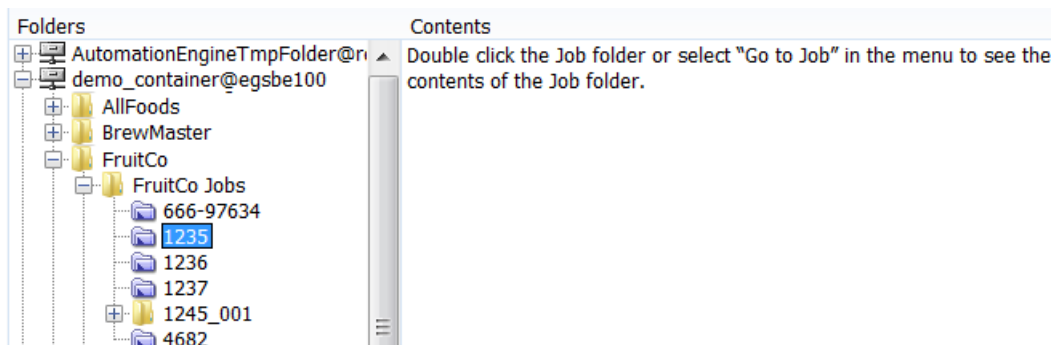 Folders
Contents
AutomationEngineTmpFolder@r
demo_container@egsbe100
AllFoods
BrewMaster
FruitCo
FruitCo Jobs
666-97634
1235
1236
1237
1245_001
4682
Double click the Job folder or select “Go to Job” in the menu to see the
contents of the Job folder.